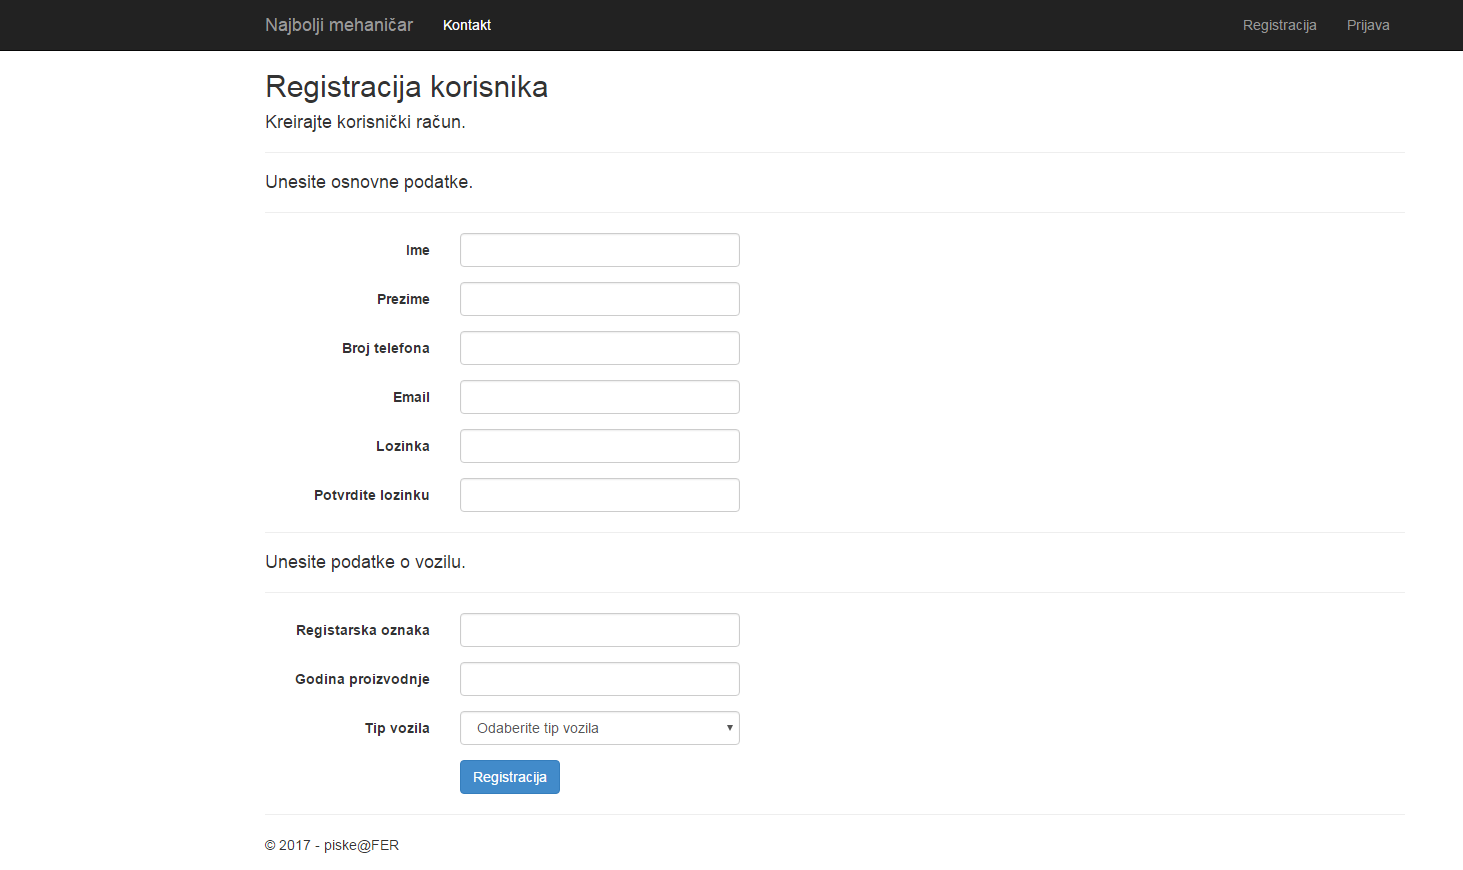 Najbolji mehaničar Kontakt Registracija Prijava
Registracija korisnika
Kreirajte korisnički račun.
Unesite osnovne podatke.
Ime
Prezime
Broj telefona
Email
Lozinka
Potvrdite lozinku
Unesite podatke o vozilu.
Registarska oznaka
Godina proizvodnje
Tip vozila Odaberite tip vozila
Registracija
© 2017 - piske@FER